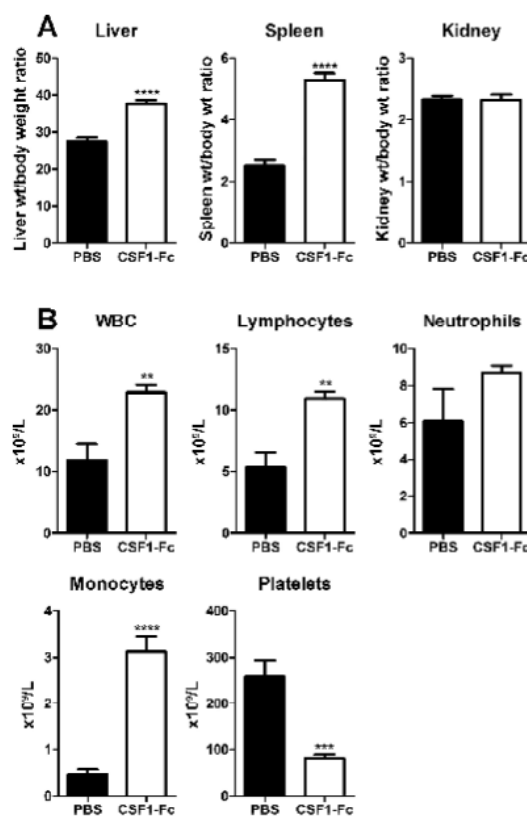 A
Liver
Liver wt/body weight ratio
50
40
30
20
10
0
****
PBS CSF1-Fc
Spleen
Spleen wt/body wt ratio
6
4
2
0
****
PBS CSF1-Fc
Kidney
Kidney wt/body wt ratio
3
2
1
0
PBS CSF1-Fc
B
WBC
x10⁹/L
30
20
10
0
**
PBS CSF1-Fc
Lymphocytes
x10⁹/L
15
10
5
0
**
PBS CSF1-Fc
Neutrophils
x10⁹/L
10
8
6
4
2
0
PBS CSF1-Fc
Monocytes
x10⁹/L
4
3
2
1
0
****
PBS CSF1-Fc
Platelets
x10⁹/L
400
300
200
100
0
***
PBS CSF1-Fc